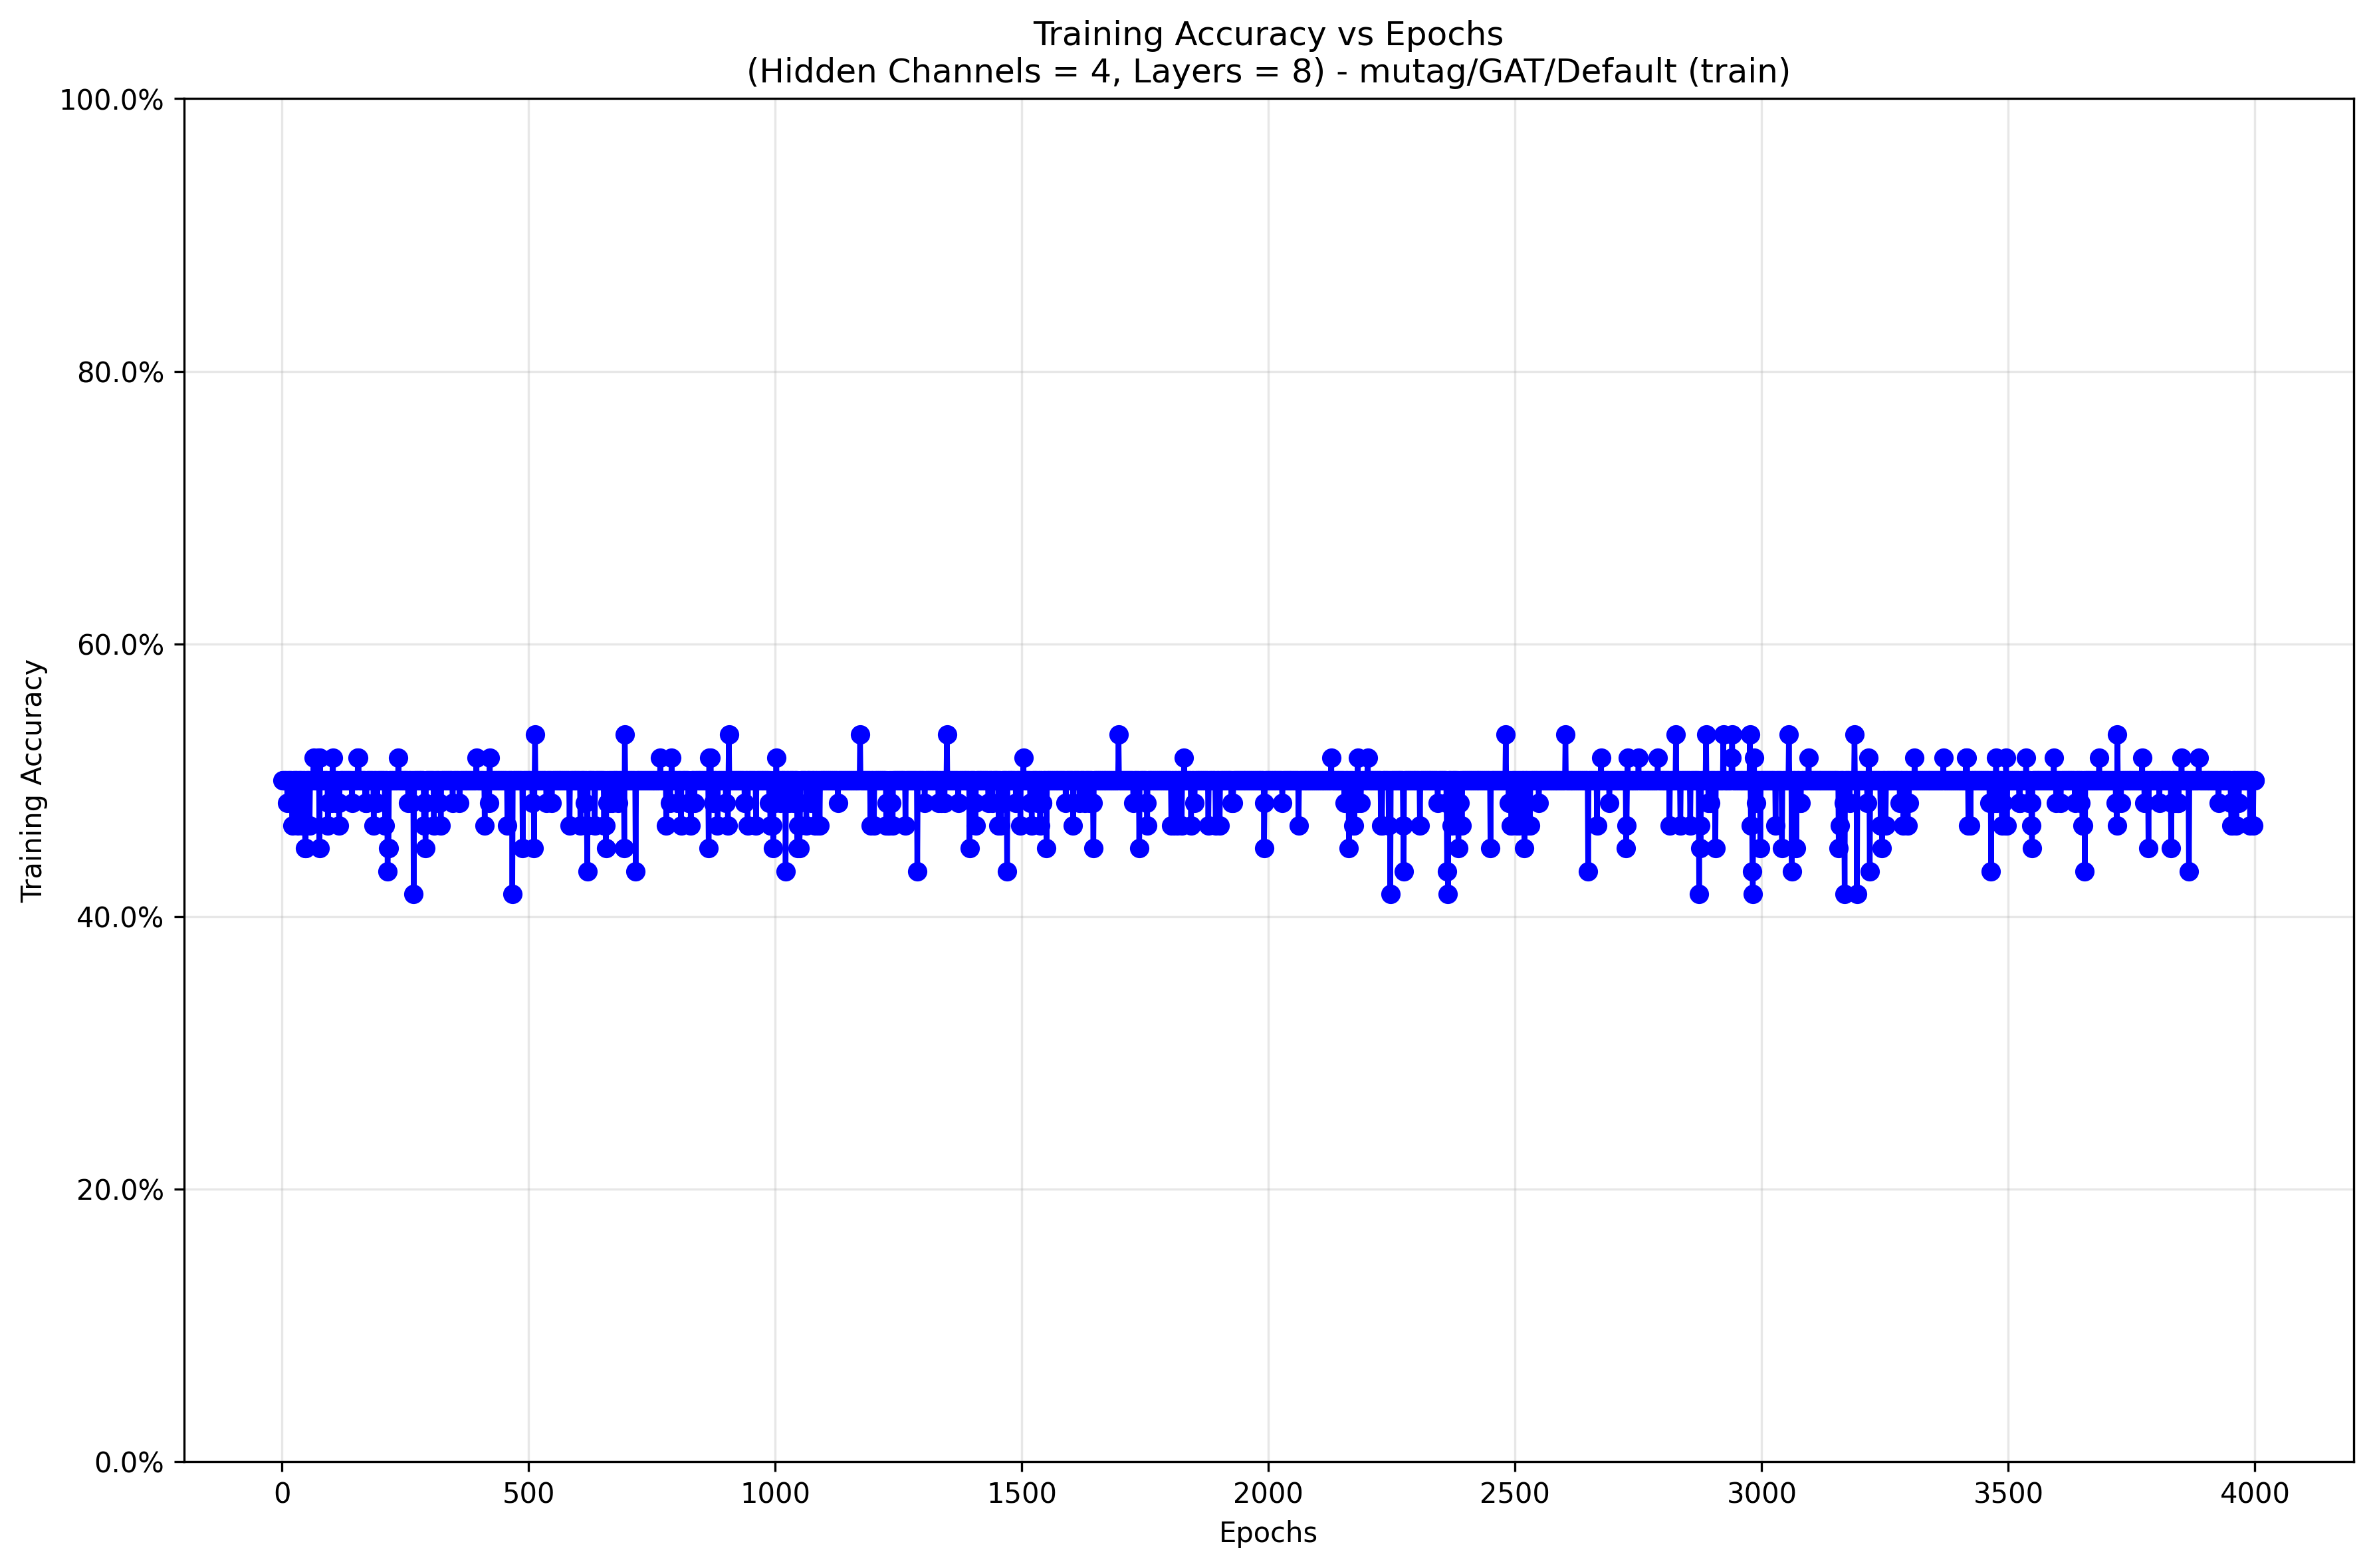 Training Accuracy vs Epochs
(Hidden Channels = 4, Layers = 8) - mutag/GAT/Default (train)
100.0%
80.0%
60.0%
40.0%
20.0%
0.0%
Training Accuracy
0 500 1000 1500 2000 2500 3000 3500 4000
Epochs